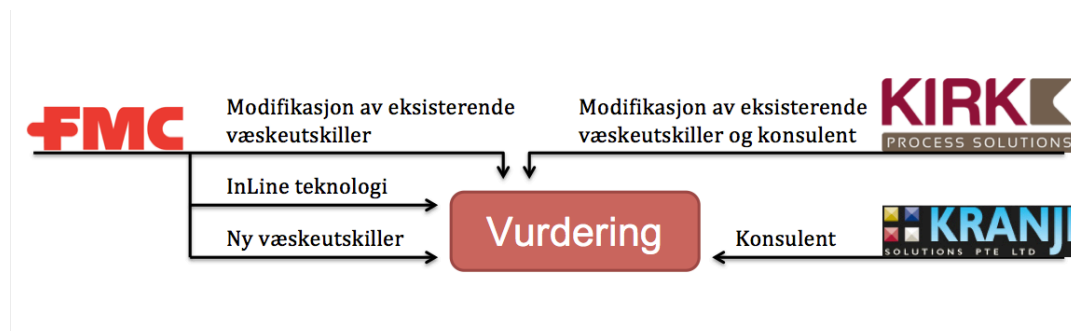 FMC
Modifikasjon av eksisterende
væskeutskiller
InLine teknologi
Ny væskeutskiller
Vurdering
Modifikasjon av eksisterende
væskeutskiller og konsulent
Konsulent
KIRK
PROCESS SOLUTIONS
KRANJI
SOLUTIONS PTE LTD